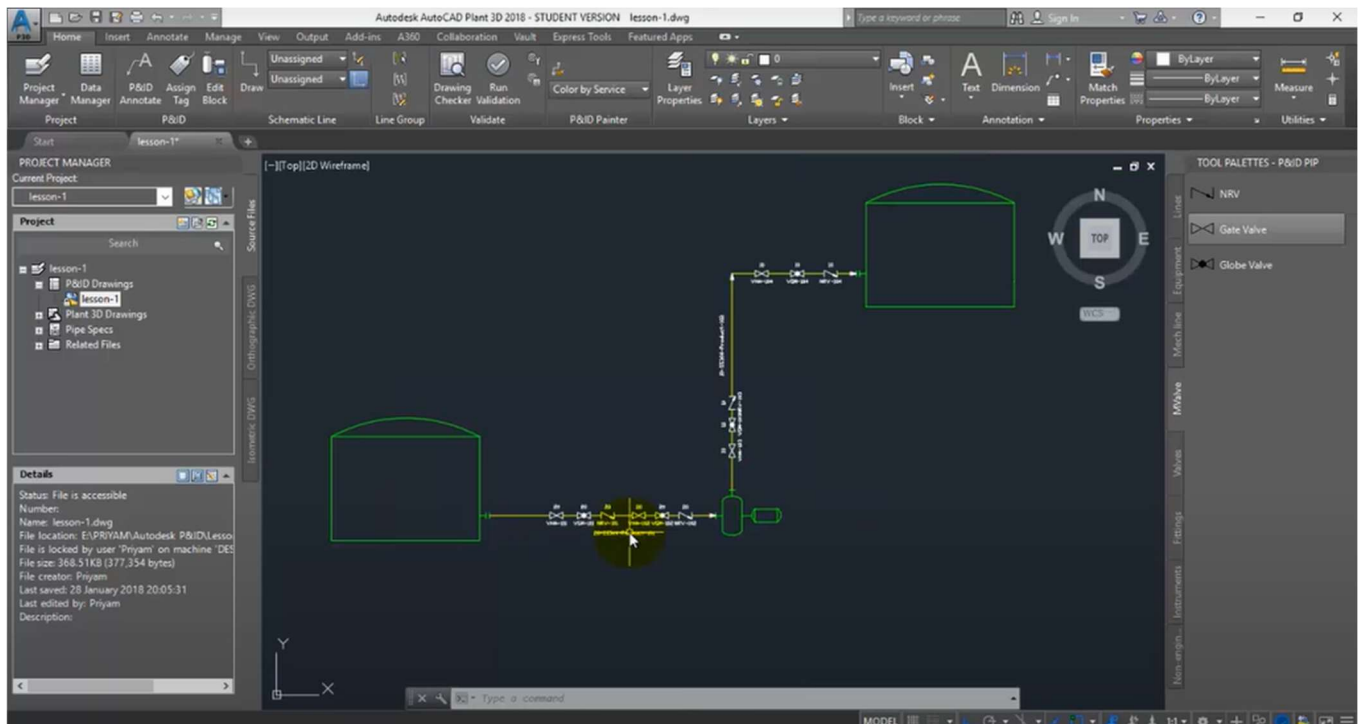 Autodesk AutoCAD Plant 3D 2018 - STUDENT VERSION lesson-1.dwg
Type a keyword or phrase
Sign In
P3D
Home Insert Annotate Manage View Output Add-ins A360 Collaboration Vault Express Tools Featured Apps
Project Manager
Data Manager
P&ID Annotate
Assign Tag
Edit Block
Draw
Unassigned
Unassigned
Drawing Checker
Run Validation
Color by Service
Layer Properties
0
Insert
Text
Dimension
Match Properties
ByLayer
ByLayer
ByLayer
Measure
Project P&ID Schematic Line Line Group Validate P&ID Painter Layers Block Annotation Properties Utilities
Start lesson-1*
PROJECT MANAGER
Current Project:
lesson-1
Project
Search
lesson-1
P&ID Drawings
lesson-1
Plant 3D Drawings
Pipe Specs
Related Files
Source Files
Orthographic DWG
Isometric DWG
Details
Status: File is accessible
Number:
Name: lesson-1.dwg
File location: E:\PRIYAM\Autodesk P&ID\Lesso
File is locked by user 'Priyam' on machine 'DES
File size: 368.51KB (377,354 bytes)
File creator: Priyam
Last saved: 28 January 2018 20:05:31
Last edited by: Priyam
Description:
[-][Top][2D Wireframe]
N
W TOP E
S
WCS
Y
X
Type a command
TOOL PALETTES - P&ID PIP
NRV
Gate Valve
Globe Valve
Lines
Equipment
Mech line
MValve
Valves
Fittings
Instruments
Non-engin...
MODEL
1:1